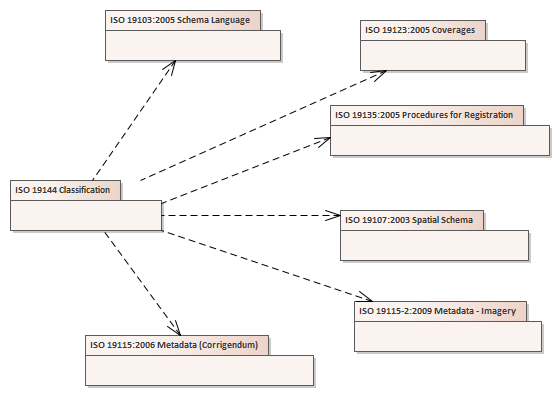 ISO 19103:2005 Schema Language
ISO 19123:2005 Coverages
ISO 19135:2005 Procedures for Registration
ISO 19144 Classification
ISO 19107:2003 Spatial Schema
ISO 19115-2:2009 Metadata - Imagery
ISO 19115:2006 Metadata (Corrigendum)